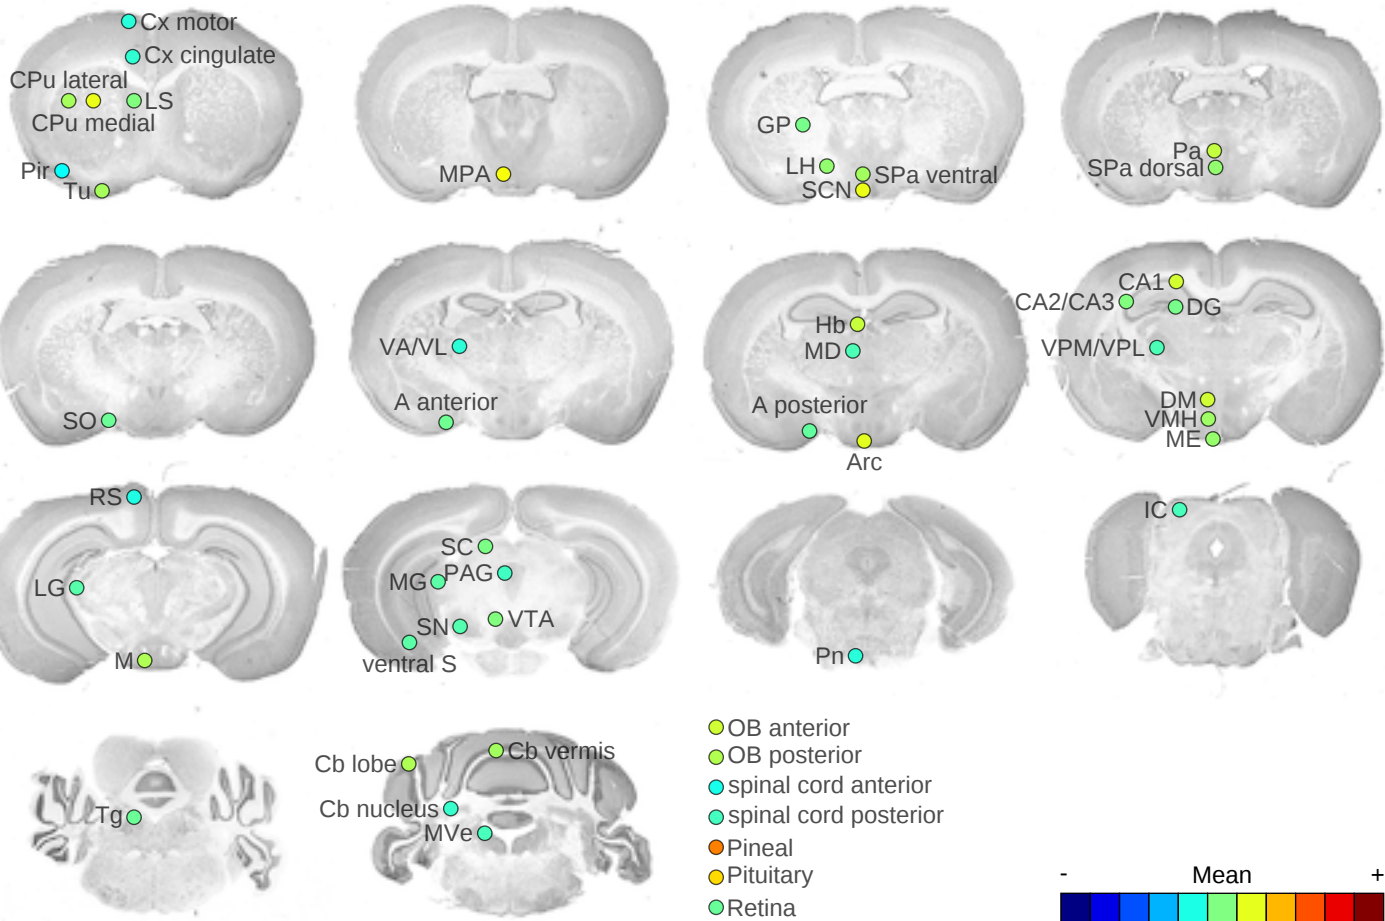 Cx motor
Cx cingulate
CPu lateral
LS
CPu medial
Pir
Tu
MPA
GP
LH
SPa ventral
SCN
Pa
SPa dorsal
SO
VA/VL
A anterior
Hb
MD
A posterior
Arc
CA1
CA2/CA3
DG
VPM/VPL
DM
VMH
ME
RS
LG
M
SC
MG
PAG
SN
VTA
ventral S
Pn
IC
Tg
Cb lobe
Cb vermis
Cb nucleus
MVe
OB anterior
OB posterior
spinal cord anterior
spinal cord posterior
Pineal
Pituitary
Retina
- Mean +